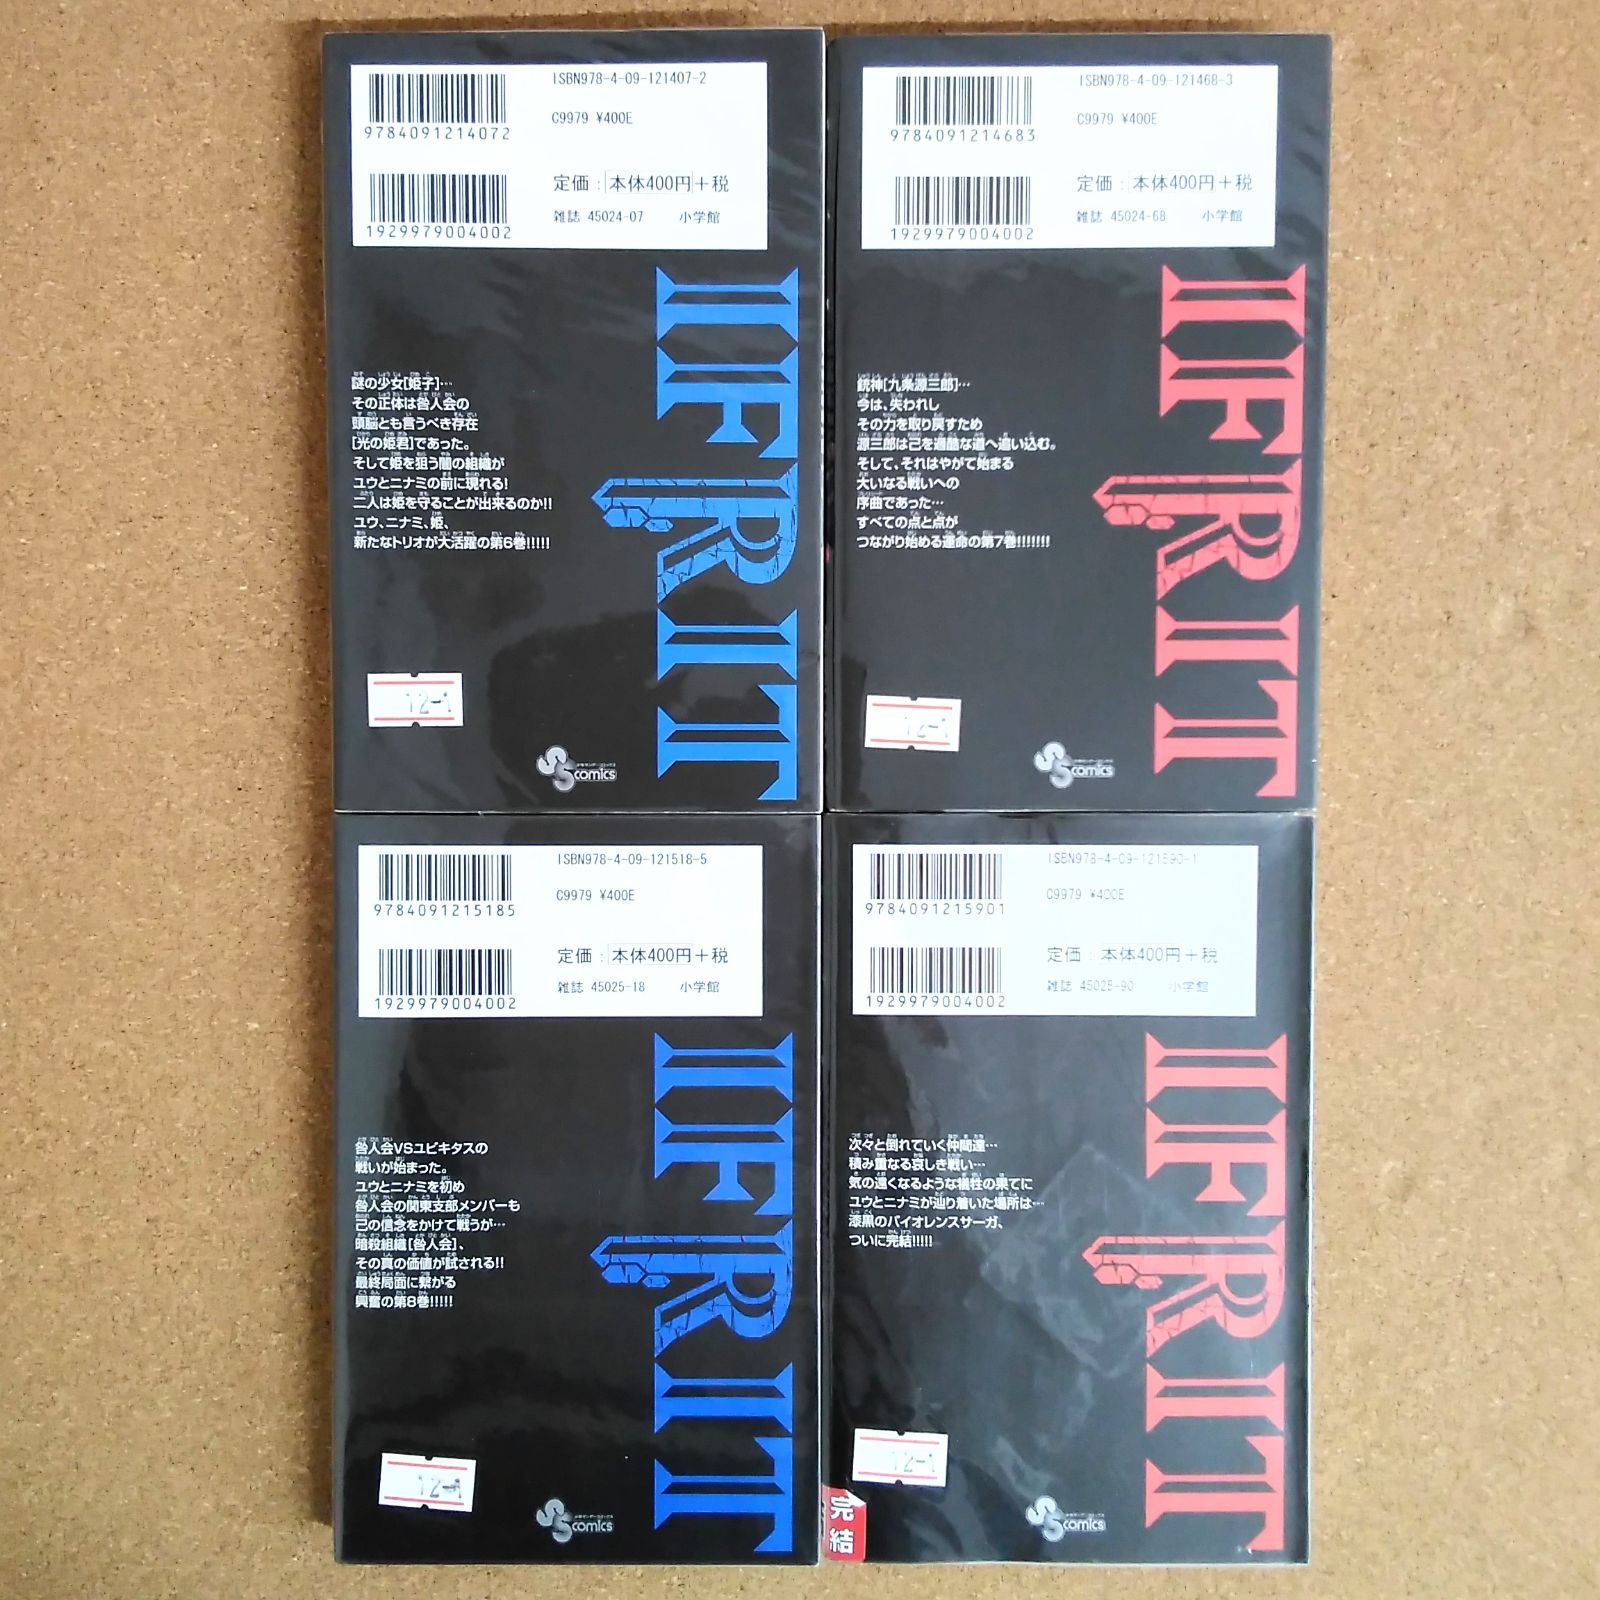 ISBN978-4-09-121407-2
9784091214072
C9979 ¥400E
定価：本体400円＋税
1929979004002
雑誌 45024-07 小学館
IFRIT
謎の少女[姫子]…
その正体は咎人会の
頭脳とも言うべき存在
[光の姫君]であった。
そして姫を狙う闇の組織が
ユウとニナミの前に現れる!
二人は姫を守ることが出来るのか!!
ユウ、ニナミ、姫、
新たなトリオが大活躍の第6巻!!!!!
12-1
SS comics
ISBN978-4-09-121468-3
9784091214683
C9979 ¥400E
定価：本体400円＋税
1929979004002
雑誌 45024-68 小学館
IFRIT
銃神[九条源三郎]…
今は、失われし
その力を取り戻すため
源三郎は己を過酷な道へ追い込む。
そして、それはやがて始まる
大いなる戦いへの
序曲であった…
すべての点と点が
つながり始める運命の第7巻!!!!!!!
12-1
SS comics
ISBN978-4-09-121518-5
9784091215185
C9979 ¥400E
定価：本体400円＋税
1929979004002
雑誌 45025-18 小学館
IFRIT
咎人会VSユビキタスの
戦いが始まった。
ユウとニナミを初め
咎人会の関東支部メンバーも
己の信念をかけて戦うが…
暗殺組織[咎人会]、
その真の価値が試される!!
最終局面に繋がる
興奮の第8巻!!!!!
12-1
SS comics
ISBN978-4-09-121590-1
9784091215901
C9979 ¥400E
定価：本体400円＋税
1929979004002
雑誌 45025-90 小学館
IFRIT
次々と倒れていく仲間達…
積み重なる哀しき戦い…
気の遠くなるような犠牲の果てに
ユウとニナミが辿り着いた場所は…
漆黒のバイオレンスサーガ、
ついに完結!!!!!
12-1
完結
SS comics